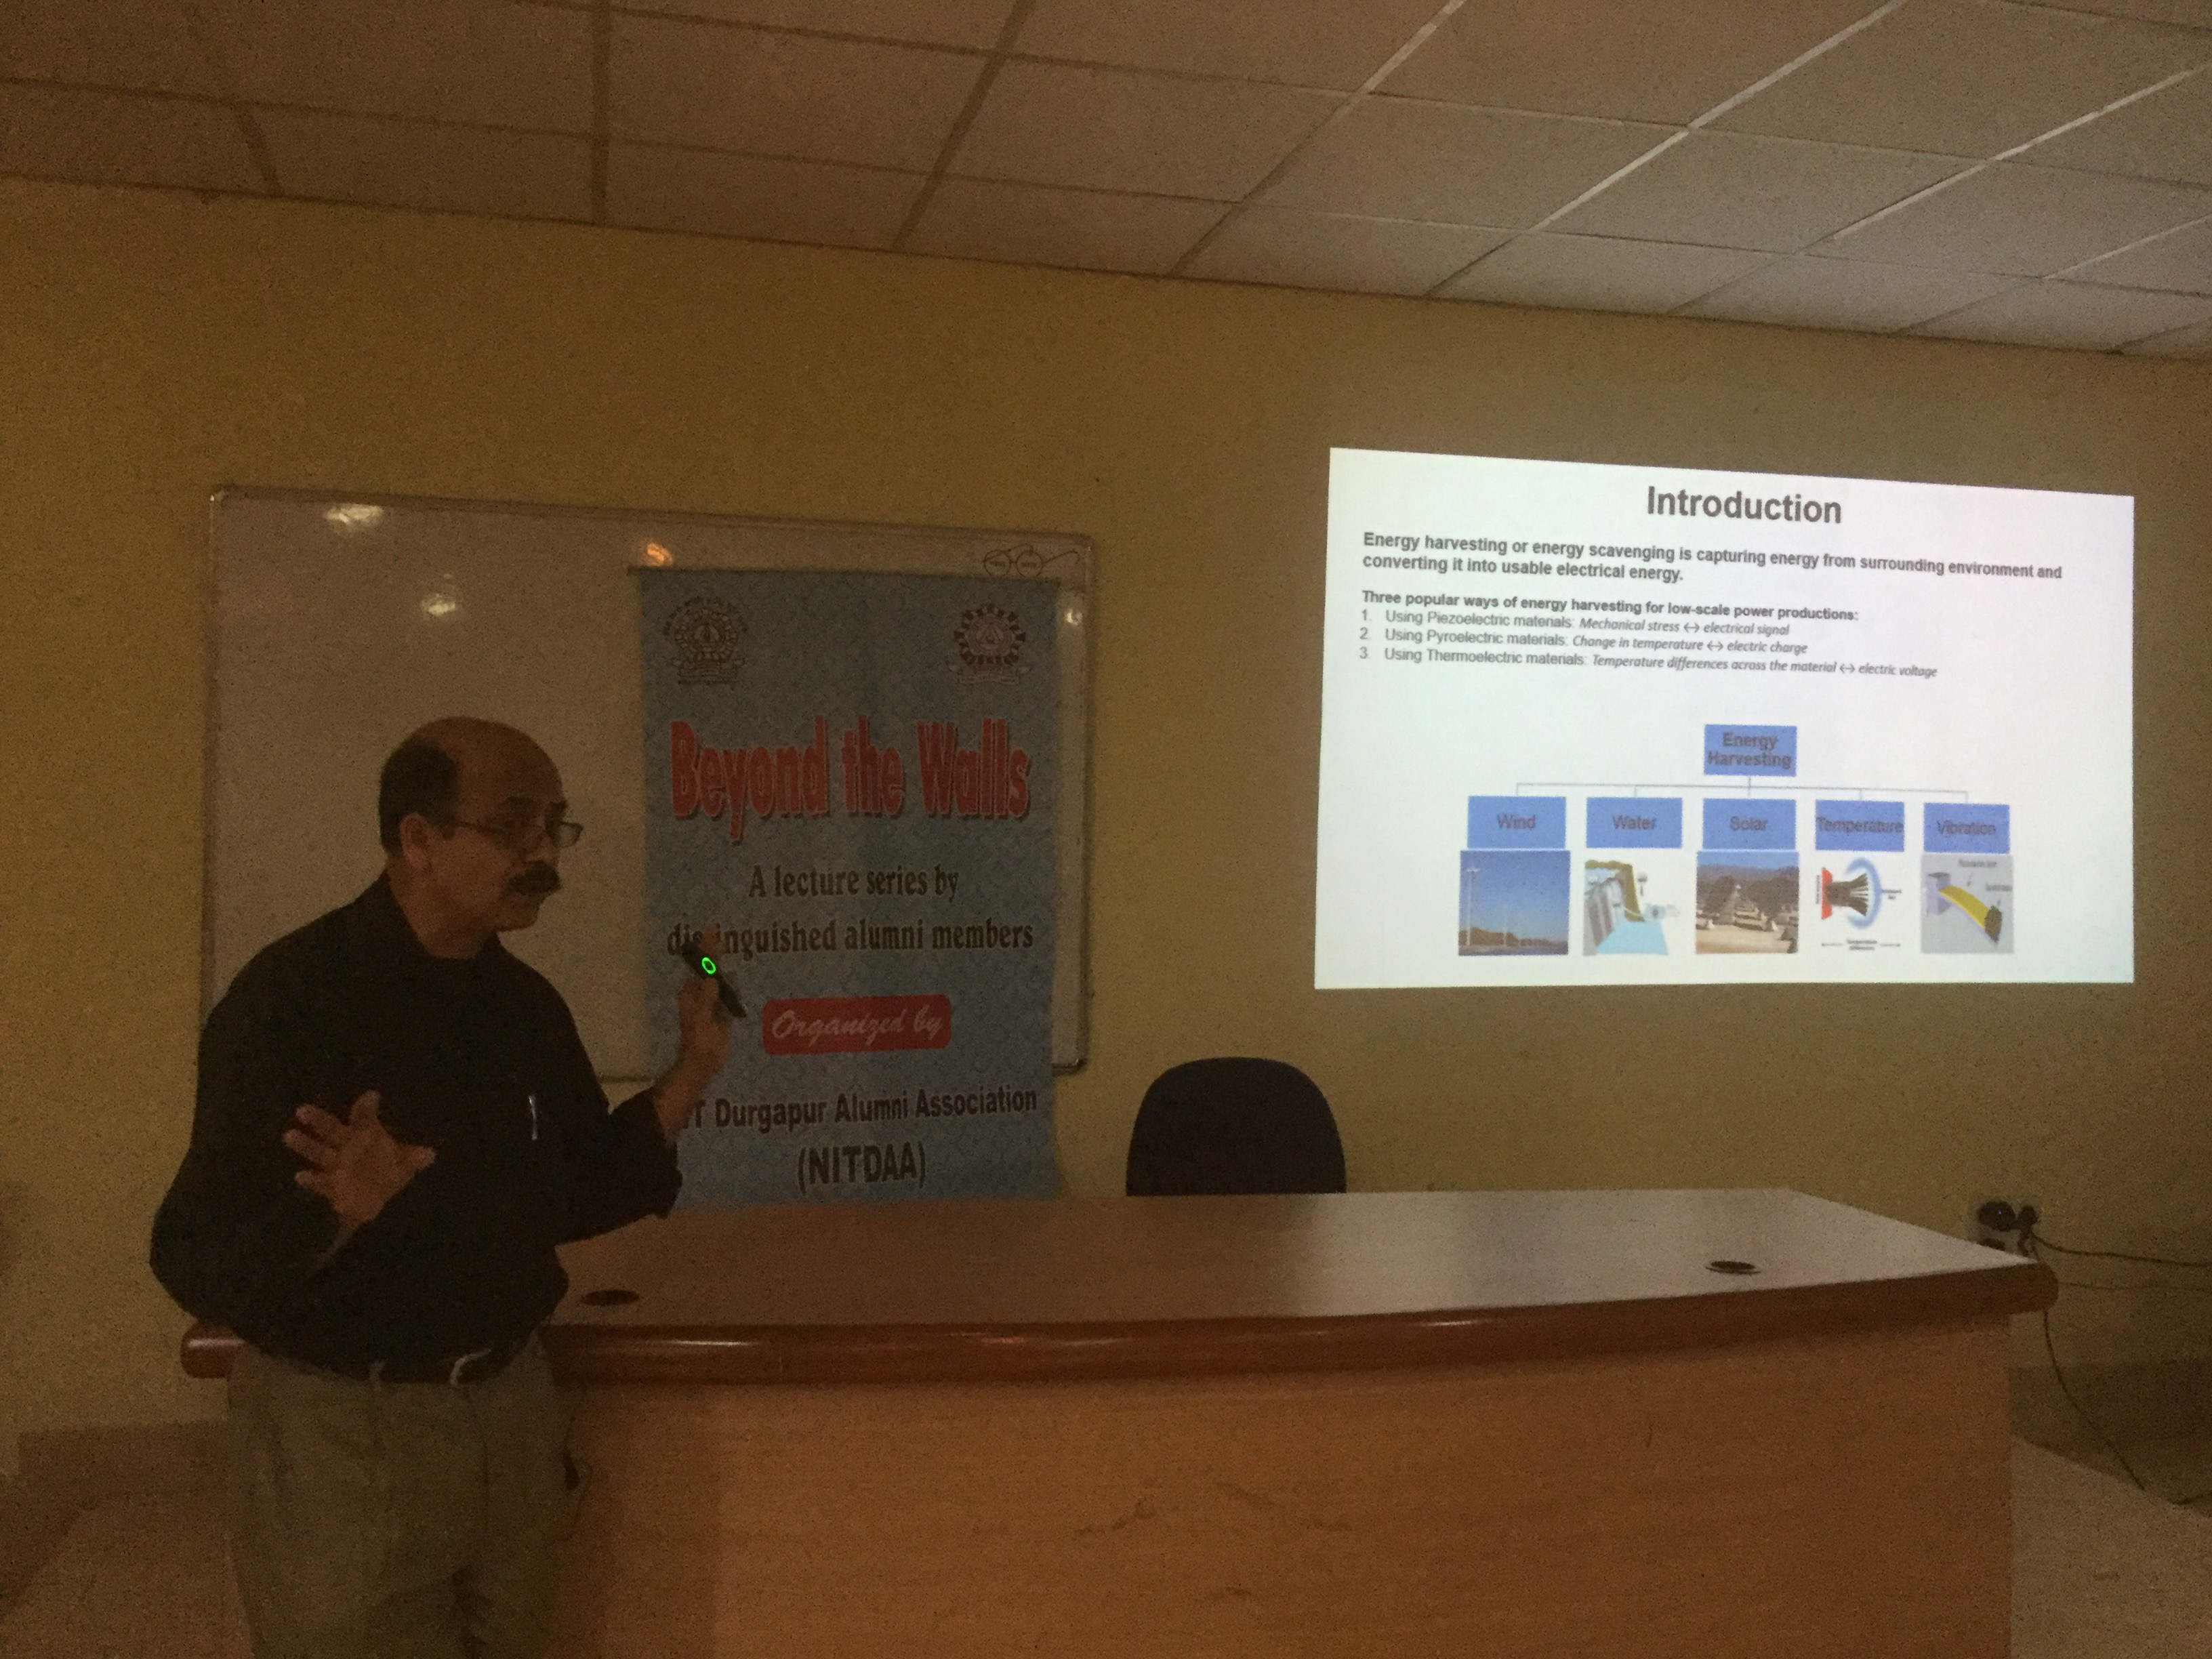 Beyond the Walls
A lecture series by
distinguished alumni members
Organized by
T Durgapur Alumni Association
(NITDAA)
Introduction
Energy harvesting or energy scavenging is capturing energy from surrounding environment and
converting it into usable electrical energy.
Three popular ways of energy harvesting for low-scale power productions:
1. Using Piezoelectric materials: Mechanical stress ↔ electrical signal
2. Using Pyroelectric materials: Change in temperature ↔ electric charge
3. Using Thermoelectric materials: Temperature differences across the material ↔ electric voltage
Energy
Harvesting
Wind Water Solar Temperature Vibration